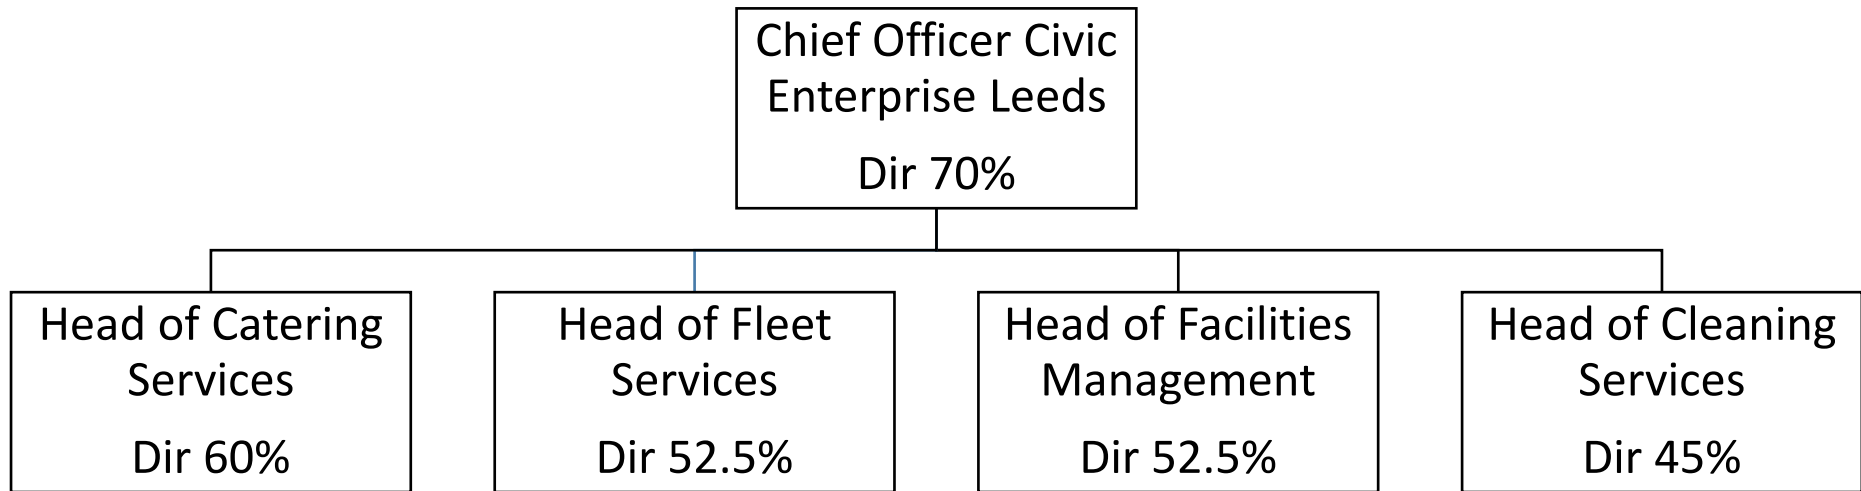 Chief Officer Civic
Enterprise Leeds
Dir 70%
Head of Catering
Services
Dir 60%
Head of Fleet
Services
Dir 52.5%
Head of Facilities
Management
Dir 52.5%
Head of Cleaning
Services
Dir 45%